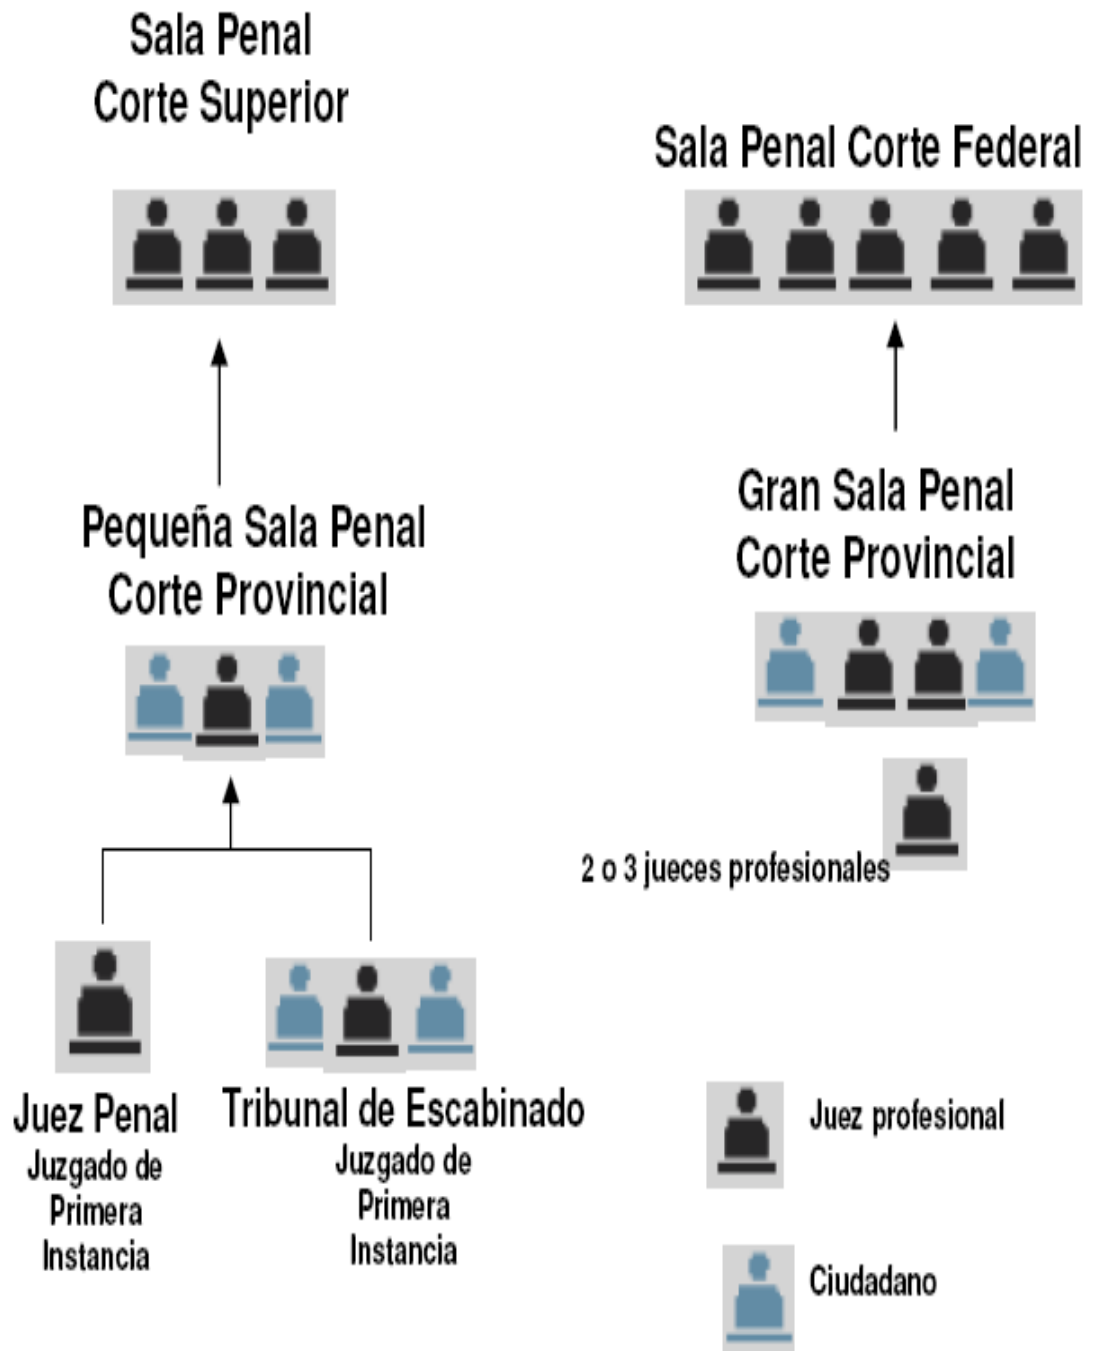 Sala Penal
Corte Superior
Sala Penal Corte Federal
Pequeña Sala Penal
Corte Provincial
Gran Sala Penal
Corte Provincial
2 o 3 jueces profesionales
Juez Penal
Juzgado de
Primera
Instancia
Tribunal de Escabinado
Juzgado de
Primera
Instancia
Juez profesional
Ciudadano